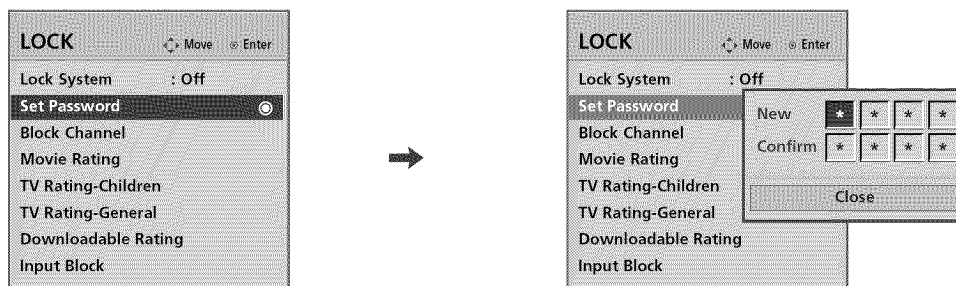 LOCK Move Enter
Lock System : Off
Set Password
Block Channel
Movie Rating
TV Rating-Children
TV Rating-General
Downloadable Rating
Input Block
LOCK Move Enter
Lock System : Off
Set Password
Block Channel
Movie Rating
TV Rating-Children
TV Rating-General
Downloadable Rating
Input Block
New * * * *
Confirm * * * *
Close